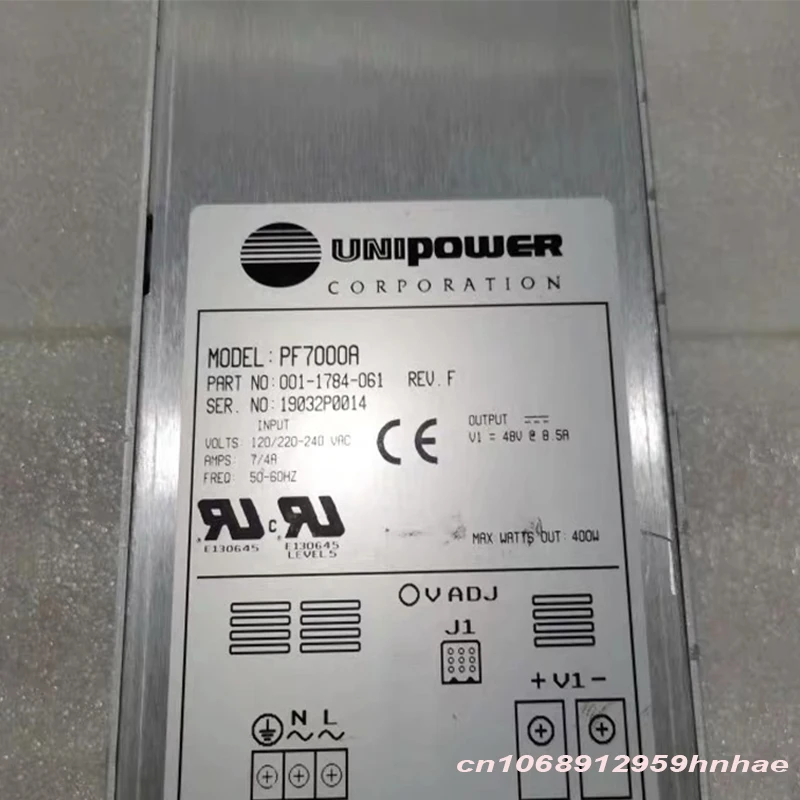 UNIPOWER
CORPORATION
MODEL: PF7000A
PART NO: 001-1784-061 REV. F
SER. NO: 19032P0014
INPUT
VOLTS: 120/220-240 VAC
AMPS: 7/4A
FREQ: 50-60HZ
CE
OUTPUT
V1 = 48V @ 8.5A
RU c RU
E130645 E130645
LEVEL5
MAX WATTS OUT: 400W
V ADJ
J1
+ V1 -
N L
cn1068912959hnhae